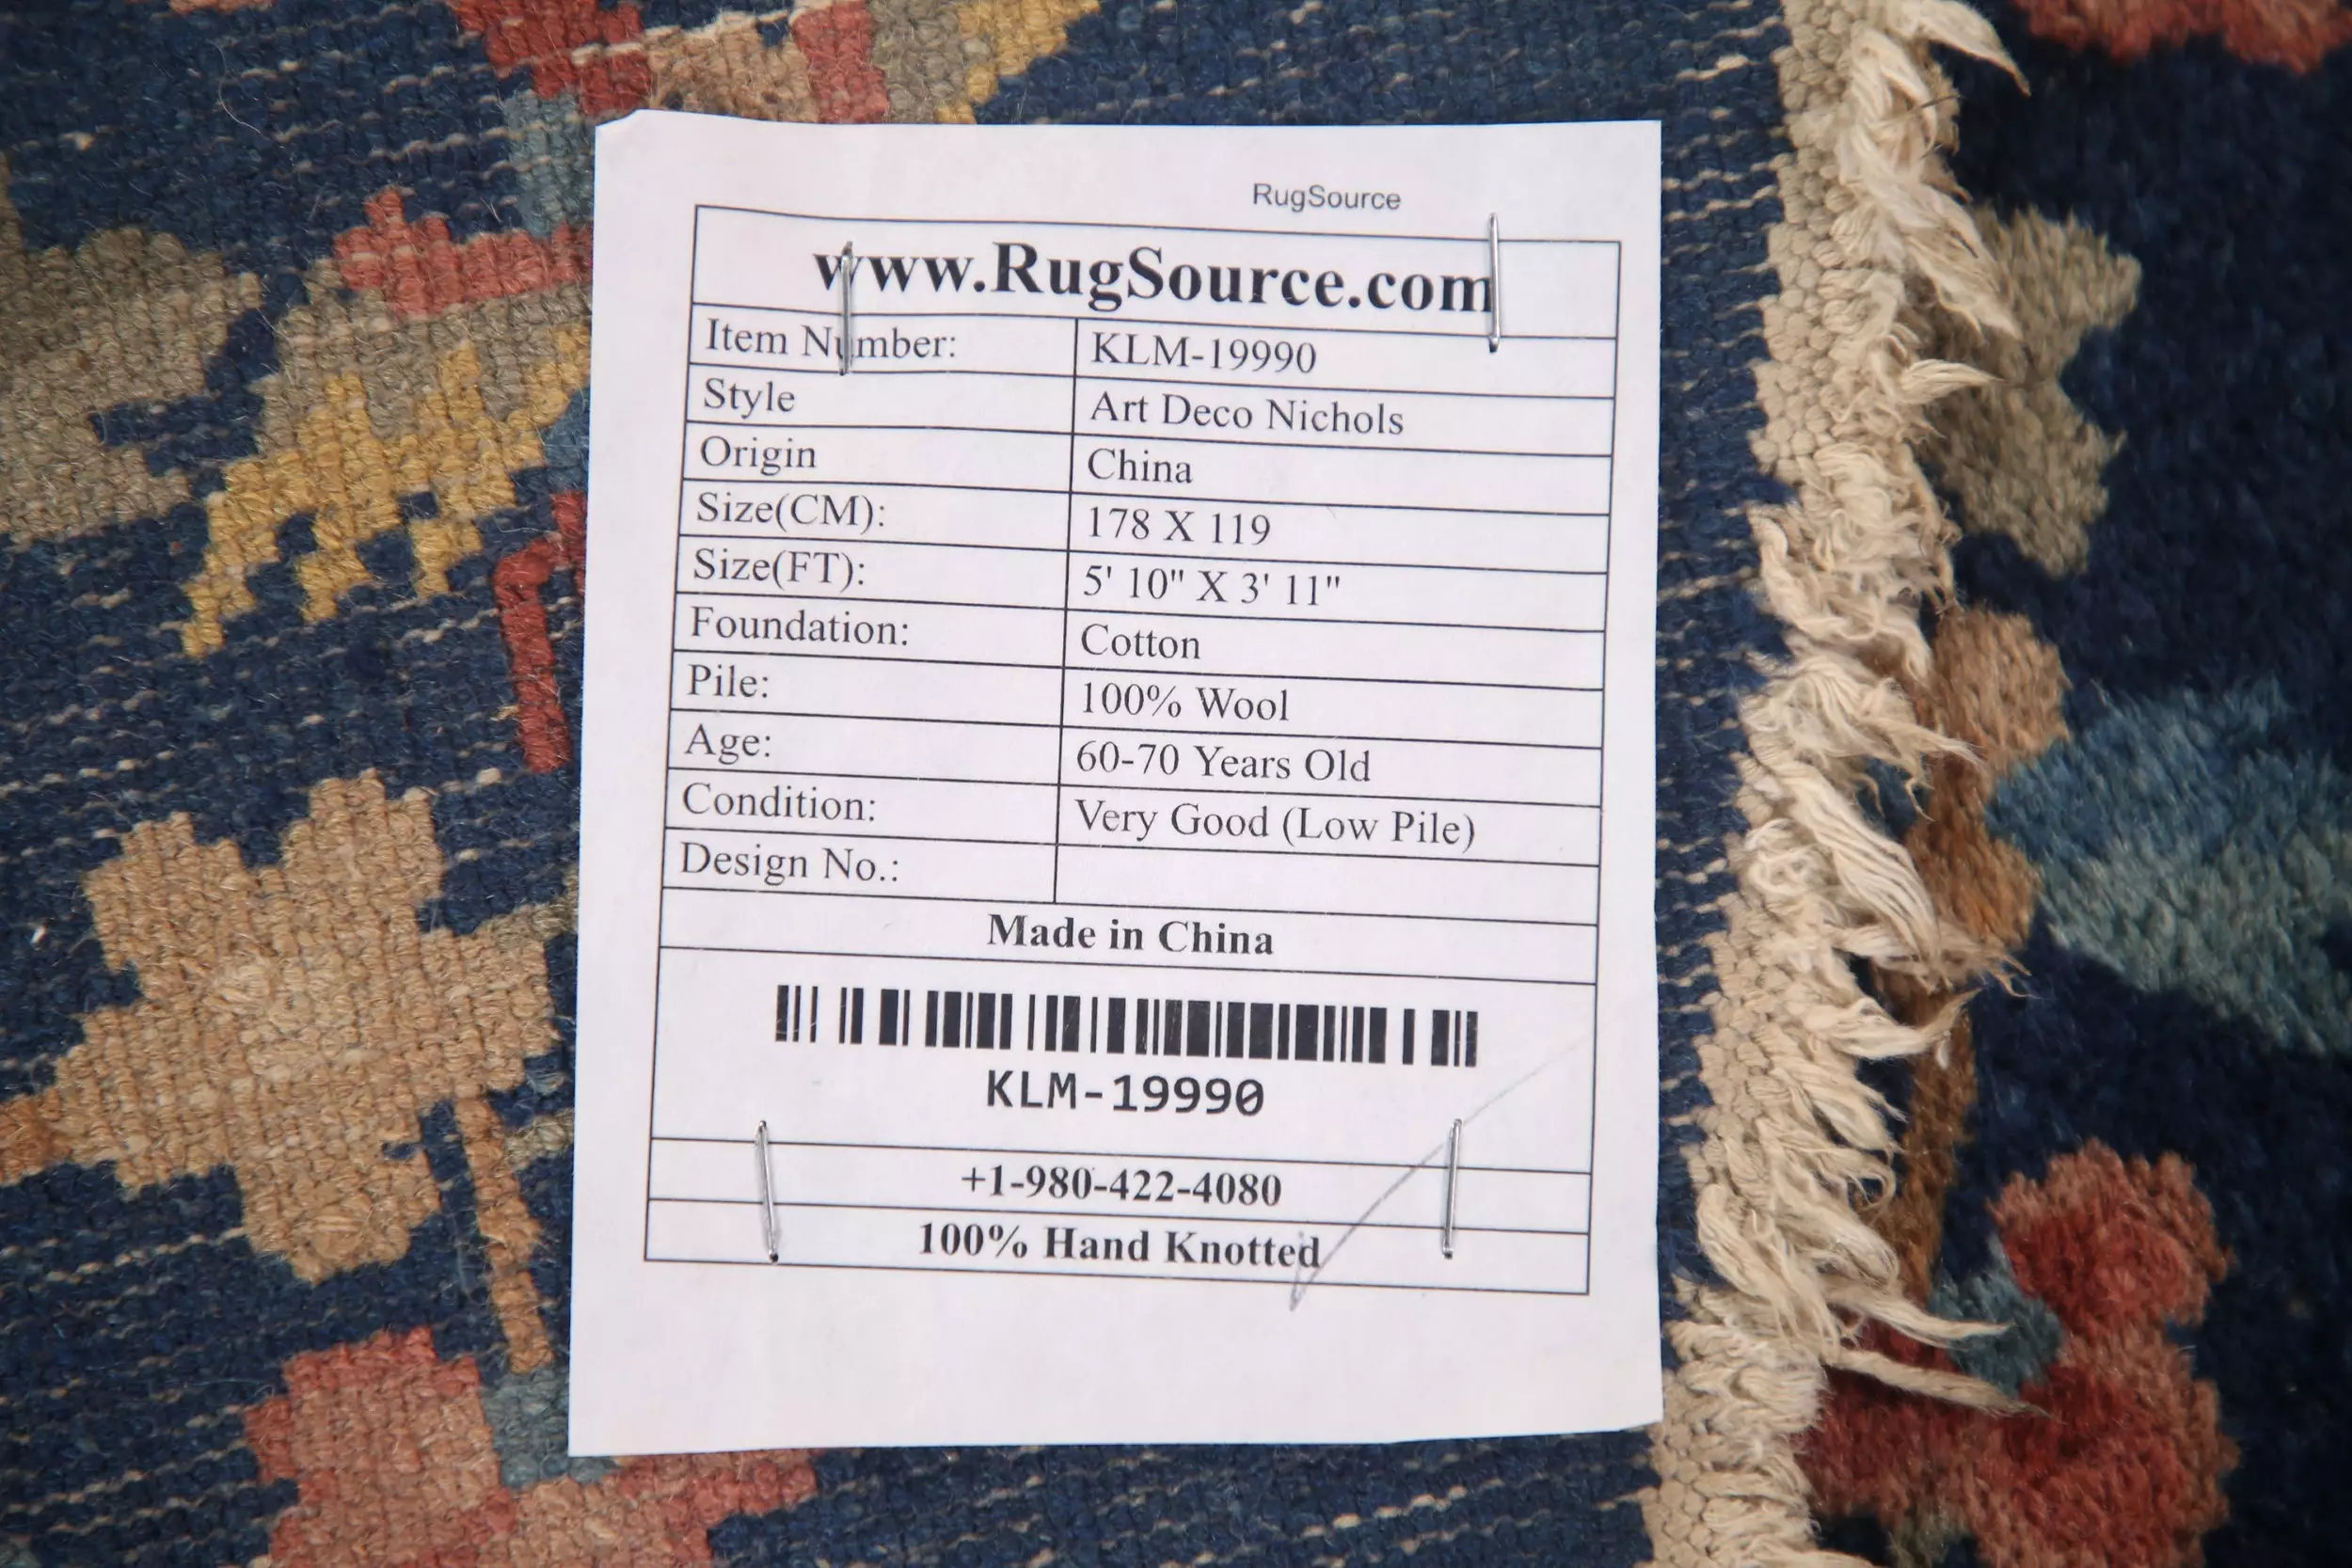 RugSource
www.RugSource.com
Item Number: KLM-19990
Style Art Deco Nichols
Origin China
Size(CM): 178 X 119
Size(FT): 5' 10" X 3' 11"
Foundation: Cotton
Pile: 100% Wool
Age: 60-70 Years Old
Condition: Very Good (Low Pile)
Design No.:
Made in China
KLM-19990
+1-980-422-4080
100% Hand Knotted